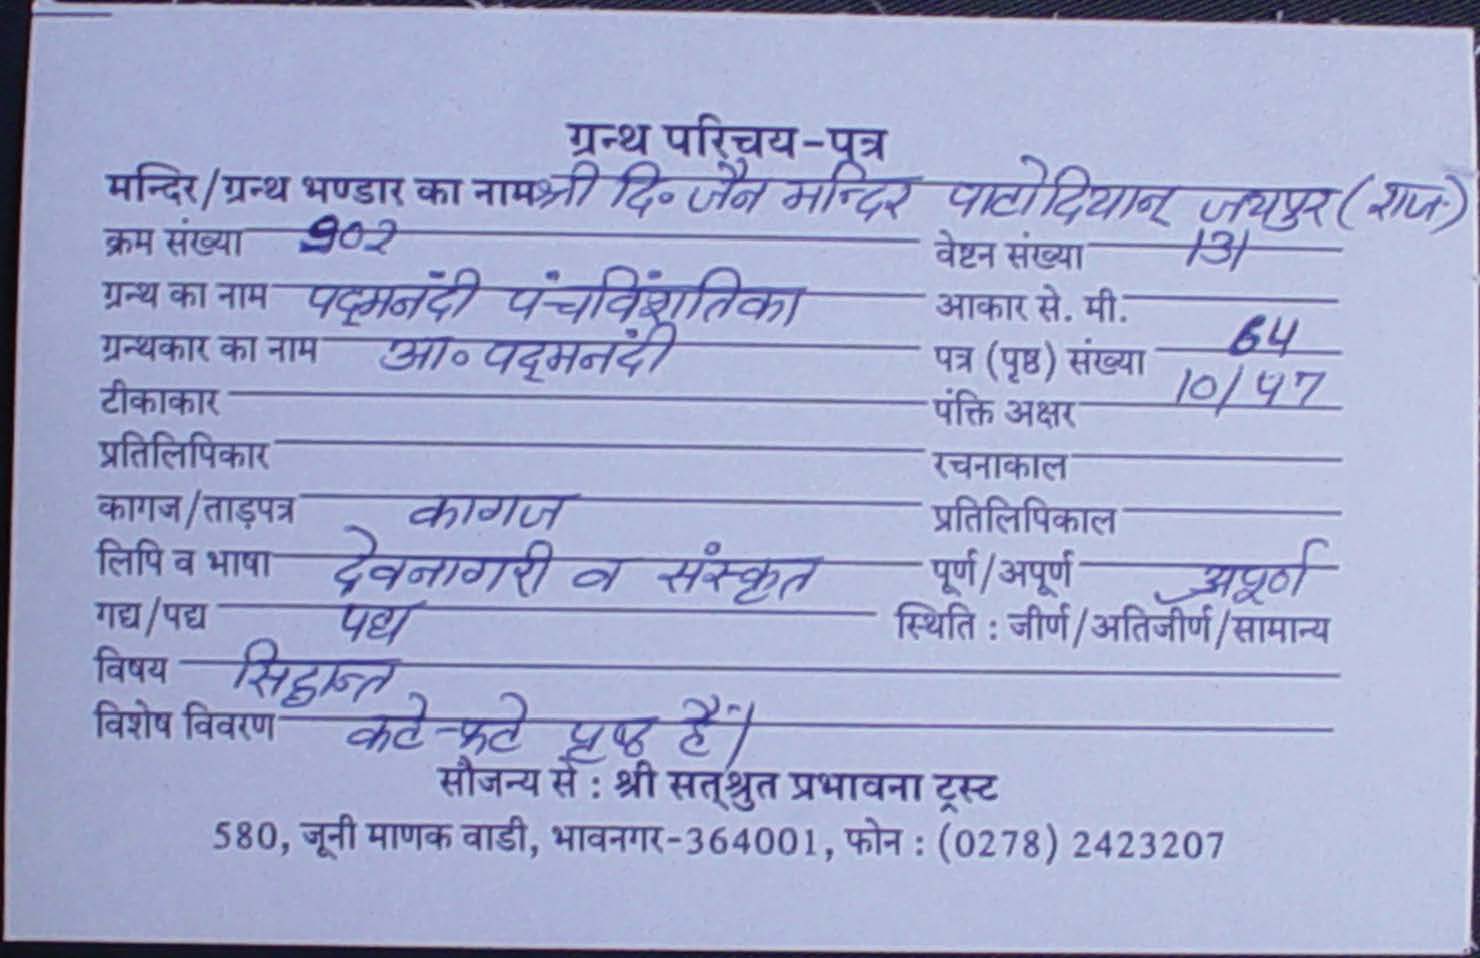 ग्रन्थ परिचय-पत्र
मन्दिर/ग्रन्थ भण्डार का नाम श्री दि॰ जैन मन्दिर पाटोदियान् जयपुर (राज.)
क्रम संख्या 902 वेष्टन संख्या 131
ग्रन्थ का नाम पद्मनंदी पंचविंशतिका आकार से. मी.
ग्रन्थकार का नाम आ॰ पद्मनंदी पत्र (पृष्ठ) संख्या 64
टीकाकार पंक्ति अक्षर 10/47
प्रतिलिपिकार रचनाकाल
कागज/ताड़पत्र कागज प्रतिलिपिकाल
लिपि व भाषा देवनागरी व संस्कृत पूर्ण/अपूर्ण अपूर्ण
गद्य/पद्य पद्य स्थिति : जीर्ण/अतिजीर्ण/सामान्य
विषय सिद्धान्त
विशेष विवरण कटे-फटे पृष्ठ हैं।
सौजन्य से : श्री सत्श्रुत प्रभावना ट्रस्ट
580, जूनी माणक वाडी, भावनगर-364001, फोन : (0278) 2423207